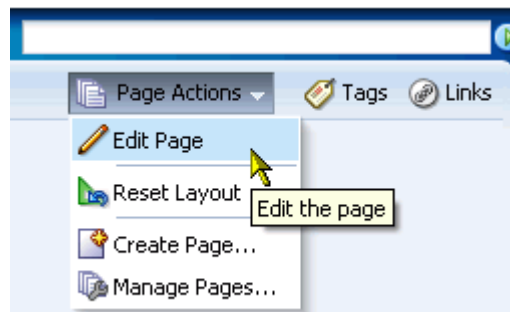 Page Actions Tags Links
Edit Page
Reset Layout
Edit the page
Create Page...
Manage Pages...